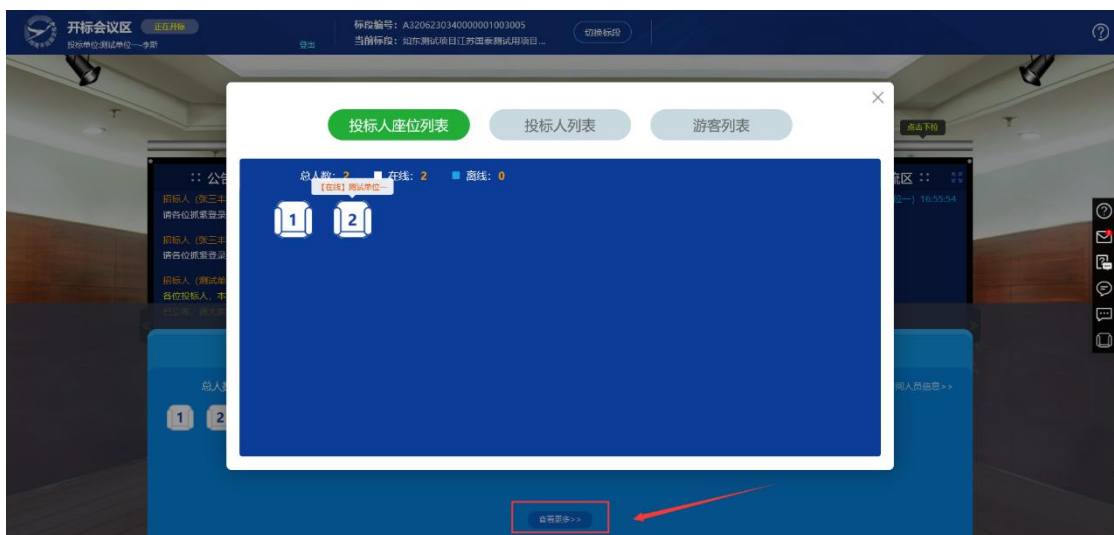 开标会议区
正在开标
投标单位:测试单位一--李斯
登出
标段编号：A3206230340000001003005
当前标段：如东测试项目江苏国泰测试用项目...
切换标段
投标人座位列表
投标人列表
游客列表
点击下拉
总人数：2 在线：2 离线：0
【在线】测试单位一
1
2
:: 公告
流区 ::
招标人（张三丰
请各位抓紧登录
位一）16:55:54
招标人（张三丰
请各位抓紧登录
招标人（测试单
各位投标人，本
总人数
间人员信息>>
1
2
查看更多>>